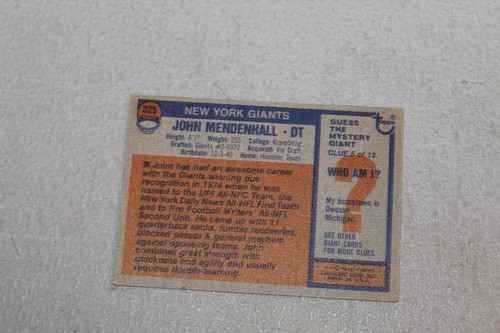 325
NEW YORK GIANTS
JOHN MENDENHALL - DT
Height: 6'1" Weight: 255 College: Grambling
Drafted: Giants #3-1972 Acquired: Via Draft
Birthdate: 12-3-48 Home: Houston, Texas
John has had an awesome career
with the Giants winning due
recognition in 1974 when he was
named to the UPI All-NFC Team, the
New York Daily News All-NFL First Team
and to Pro Football Writers' All-NFL
Second Unit. He came up with 11
quarterback sacks, fumble recoveries,
blocked passes & general mayhem
against opposing teams. John
combines great strength with
quickness and agility and usually
requires double-teaming.
Topps
GUESS
THE
MYSTERY
GIANT
CLUE 5 of 12.
WHO AM I?
?
My hometown is
Owosso,
Michigan.
SEE OTHER
GIANT CARDS
FOR MORE CLUES.